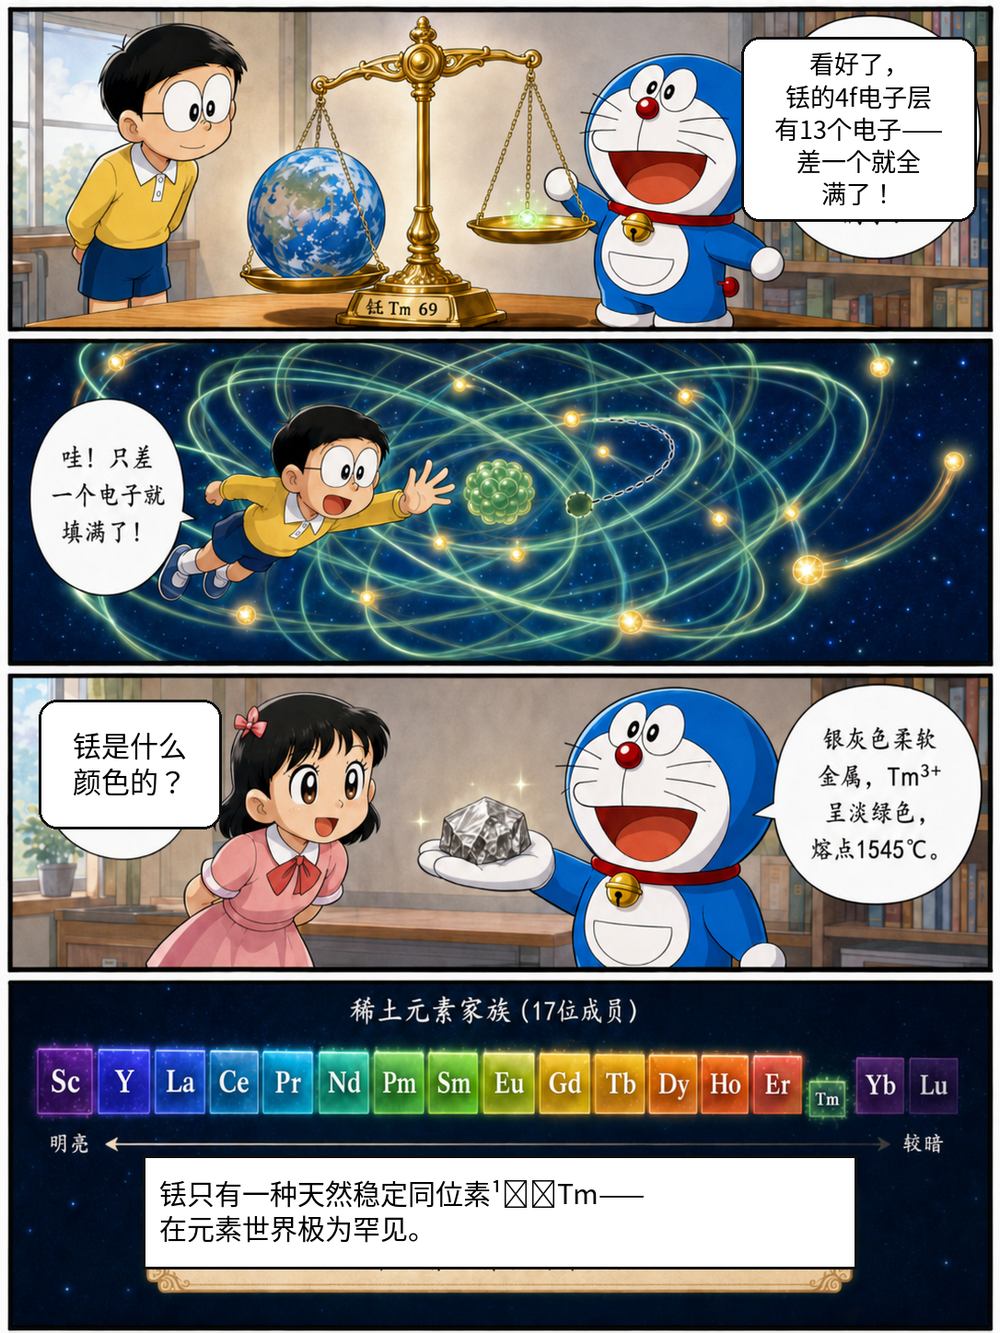 看好了，
铥的4f电子层
有13个电子——
差一个就全
满了！
铥 Tm 69
哇！只差
一个电子就
填满了！
铥是什么
颜色的？
银灰色柔软
金属，Tm³⁺
呈淡绿色，
熔点1545℃。
稀土元素家族（17位成员）
Sc Y La Ce Pr Nd Pm Sm Eu Gd Tb Dy Ho Er Tm Yb Lu
明亮 较暗
铥只有一种天然稳定同位素¹Tm——
在元素世界极为罕见。